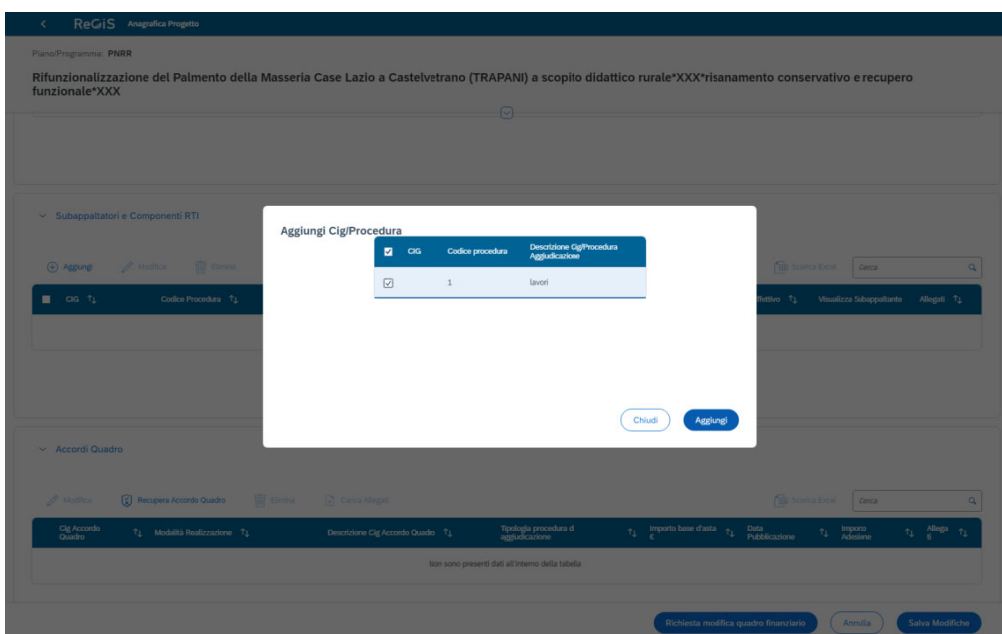 ReGiS Anagrafica Progetto
Piano/Programma: PNRR
Rifunzionalizzazione del Palmento della Masseria Case Lazio a Castelvetrano (TRAPANI) a scopito didattico rurale*XXX*risanamento conservativo e recupero
funzionale*XXX
Subappaltatori e Componenti RTI
Aggiungi Modifica Elimina Scarica Excel Cerca
CIG Codice Procedura Effettivo Visualizza Subappaltante Allegati
Aggiungi Cig/Procedura
CIG Codice procedura Descrizione Cig/Procedura
Aggiudicazione
1 lavori
Chiudi Aggiungi
Accordi Quadro
Modifica Recupera Accordo Quadro Elimina Carica Allegati Scarica Excel Cerca
Cig Accordo
Quadro Modalità Realizzazione Descrizione Cig Accordo Quadro Tipologia procedura d
aggiudicazione Importo base d'asta
€ Data
Pubblicazione Importo
Adesione Allega
ti
Non sono presenti dati all'interno della tabella
Richiesta modifica quadro finanziario Annulla Salva Modifiche